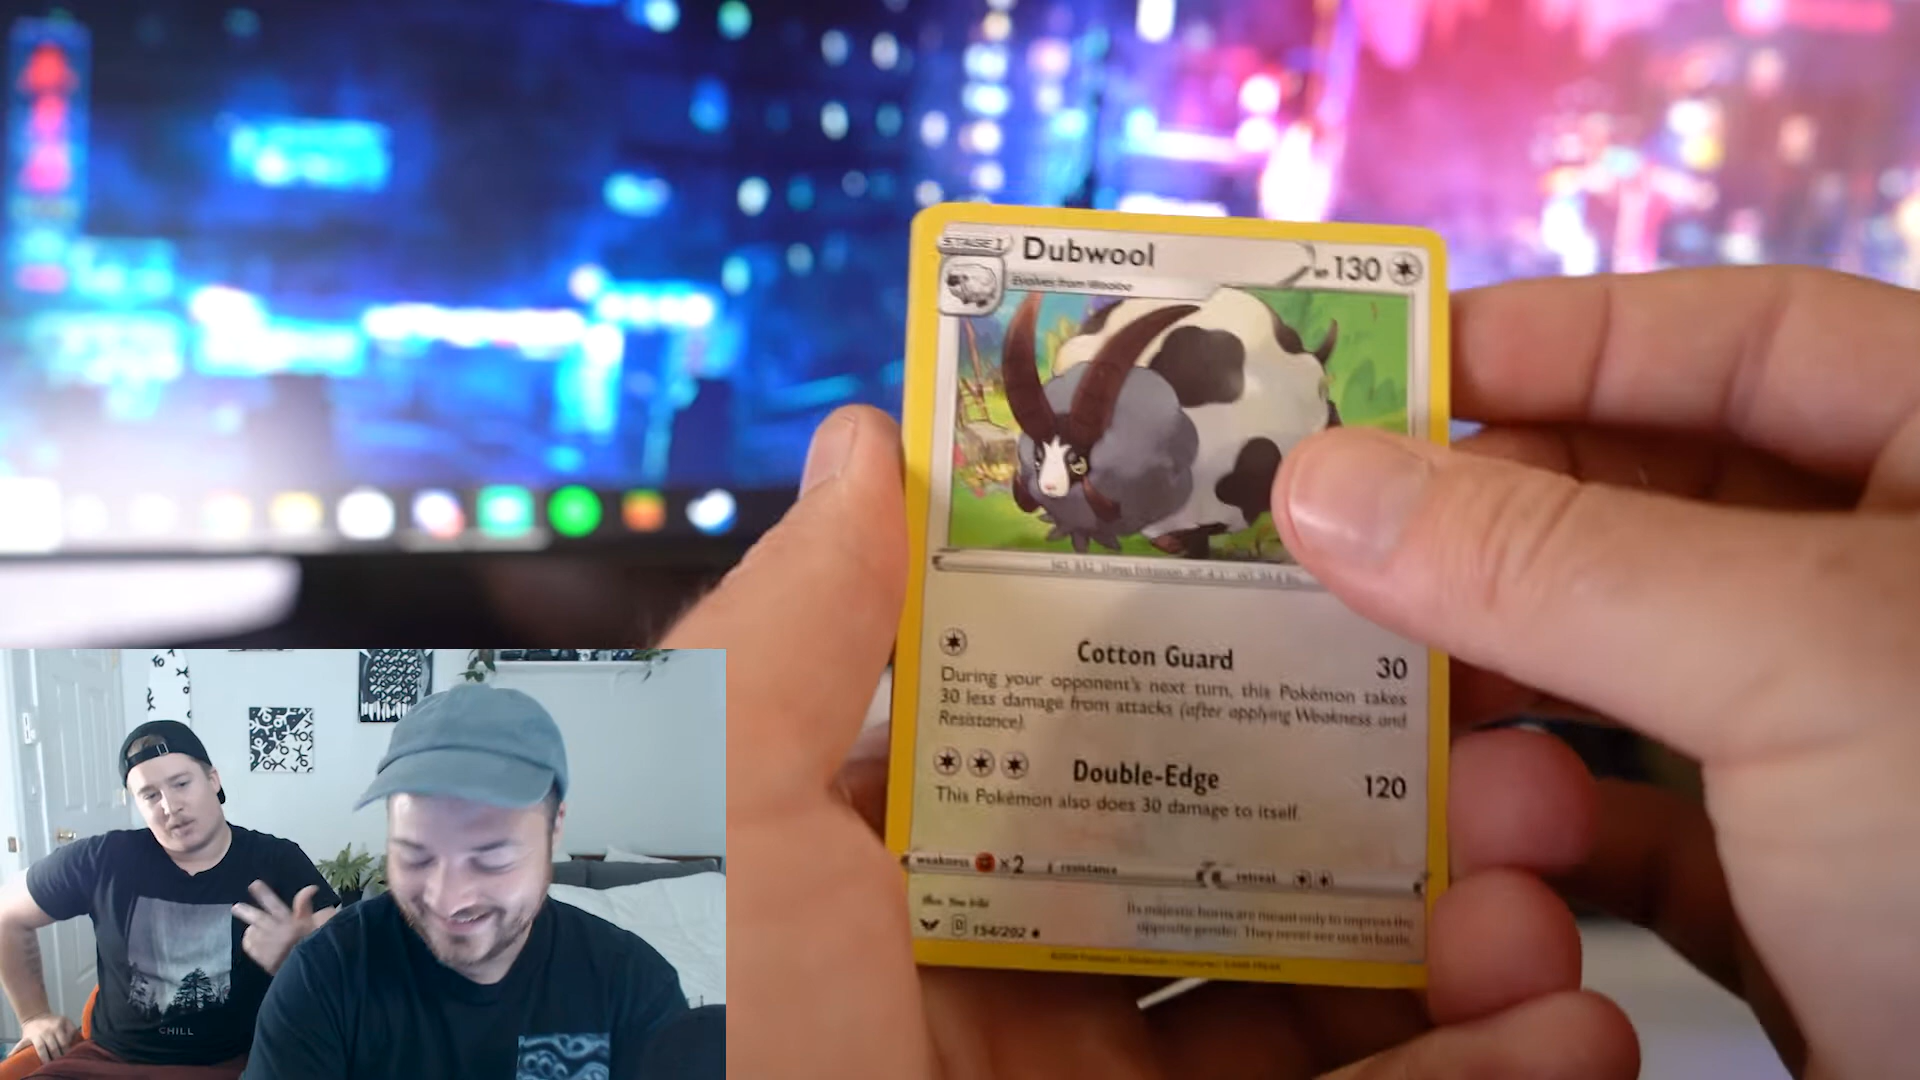 STAGE 1
Dubwool
HP 130
Evolves from Wooloo
Cotton Guard 30
During your opponent's next turn, this Pokémon takes
30 less damage from attacks (after applying Weakness and
Resistance).
Double-Edge 120
This Pokémon also does 30 damage to itself.
weakness ×2 resistance retreat
Its majestic horns are meant only to impress the
opposite gender. They never see use in battle.
D 154/202
CHILL